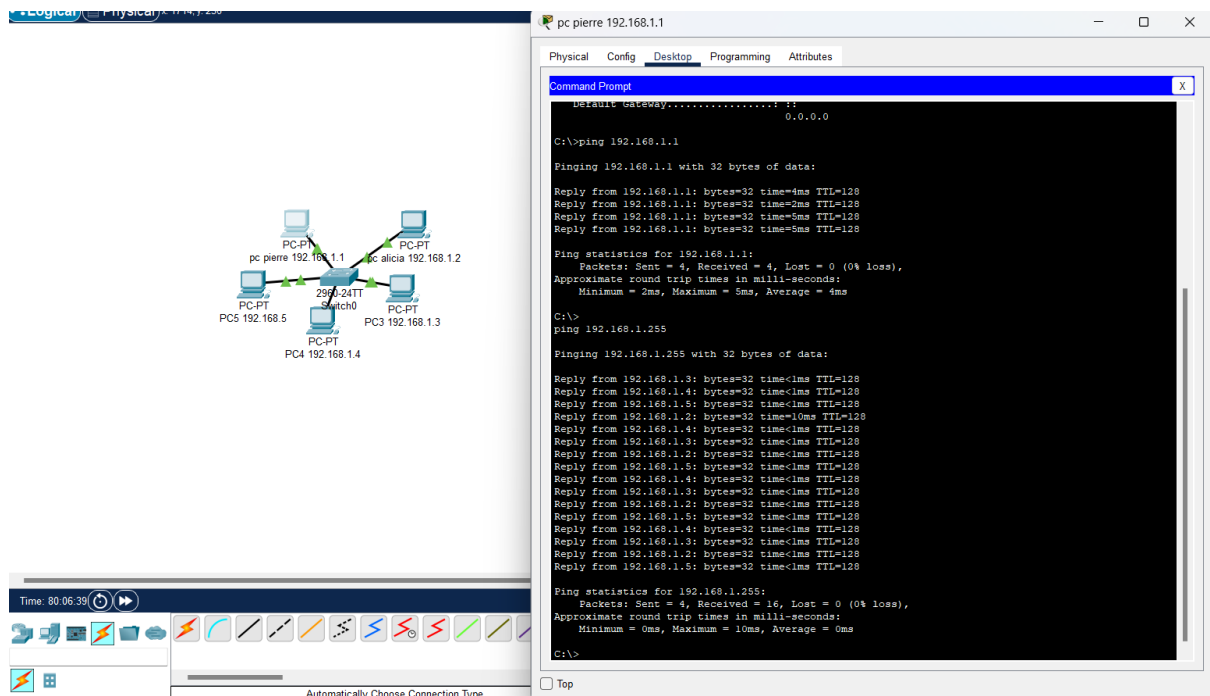 Logical
Physical
pc pierre 192.168.1.1
Physical Config Desktop Programming Attributes
Command Prompt
X
Default Gateway.................: ::
0.0.0.0
C:\>ping 192.168.1.1
Pinging 192.168.1.1 with 32 bytes of data:
Reply from 192.168.1.1: bytes=32 time=4ms TTL=128
Reply from 192.168.1.1: bytes=32 time=2ms TTL=128
Reply from 192.168.1.1: bytes=32 time=5ms TTL=128
Reply from 192.168.1.1: bytes=32 time=5ms TTL=128
Ping statistics for 192.168.1.1:
Packets: Sent = 4, Received = 4, Lost = 0 (0% loss),
Approximate round trip times in milli-seconds:
Minimum = 2ms, Maximum = 5ms, Average = 4ms
C:\>
ping 192.168.1.255
Pinging 192.168.1.255 with 32 bytes of data:
Reply from 192.168.1.3: bytes=32 time<1ms TTL=128
Reply from 192.168.1.4: bytes=32 time<1ms TTL=128
Reply from 192.168.1.5: bytes=32 time<1ms TTL=128
Reply from 192.168.1.2: bytes=32 time=10ms TTL=128
Reply from 192.168.1.4: bytes=32 time<1ms TTL=128
Reply from 192.168.1.3: bytes=32 time<1ms TTL=128
Reply from 192.168.1.2: bytes=32 time<1ms TTL=128
Reply from 192.168.1.5: bytes=32 time<1ms TTL=128
Reply from 192.168.1.4: bytes=32 time<1ms TTL=128
Reply from 192.168.1.3: bytes=32 time<1ms TTL=128
Reply from 192.168.1.2: bytes=32 time<1ms TTL=128
Reply from 192.168.1.5: bytes=32 time<1ms TTL=128
Reply from 192.168.1.4: bytes=32 time<1ms TTL=128
Reply from 192.168.1.3: bytes=32 time<1ms TTL=128
Reply from 192.168.1.2: bytes=32 time<1ms TTL=128
Reply from 192.168.1.5: bytes=32 time<1ms TTL=128
Ping statistics for 192.168.1.255:
Packets: Sent = 4, Received = 16, Lost = 0 (0% loss),
Approximate round trip times in milli-seconds:
Minimum = 0ms, Maximum = 10ms, Average = 0ms
C:\>
Top
PC-PT
pc pierre 192.168.1.1
PC-PT
pc alicia 192.168.1.2
2960-24TT
Switch0
PC-PT
PC5 192.168.5
PC-PT
PC3 192.168.1.3
PC-PT
PC4 192.168.1.4
Time: 80:06:39
Automatically Choose Connection Type